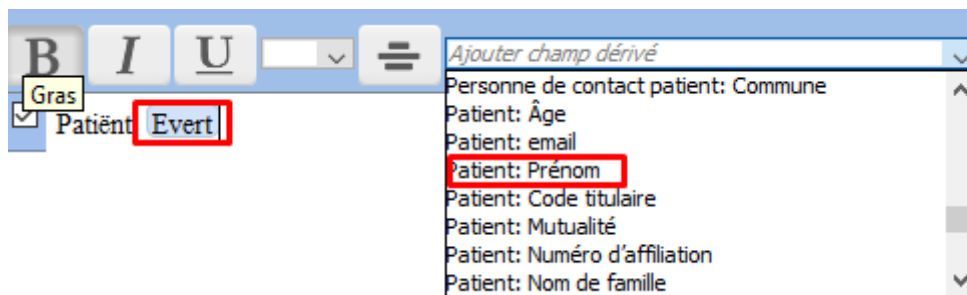 B I U Ajouter champ dérivé
Gras
Patiënt Evert
Personne de contact patient: Commune
Patient: Âge
Patient: email
Patient: Prénom
Patient: Code titulaire
Patient: Mutualité
Patient: Numéro d'affiliation
Patient: Nom de famille